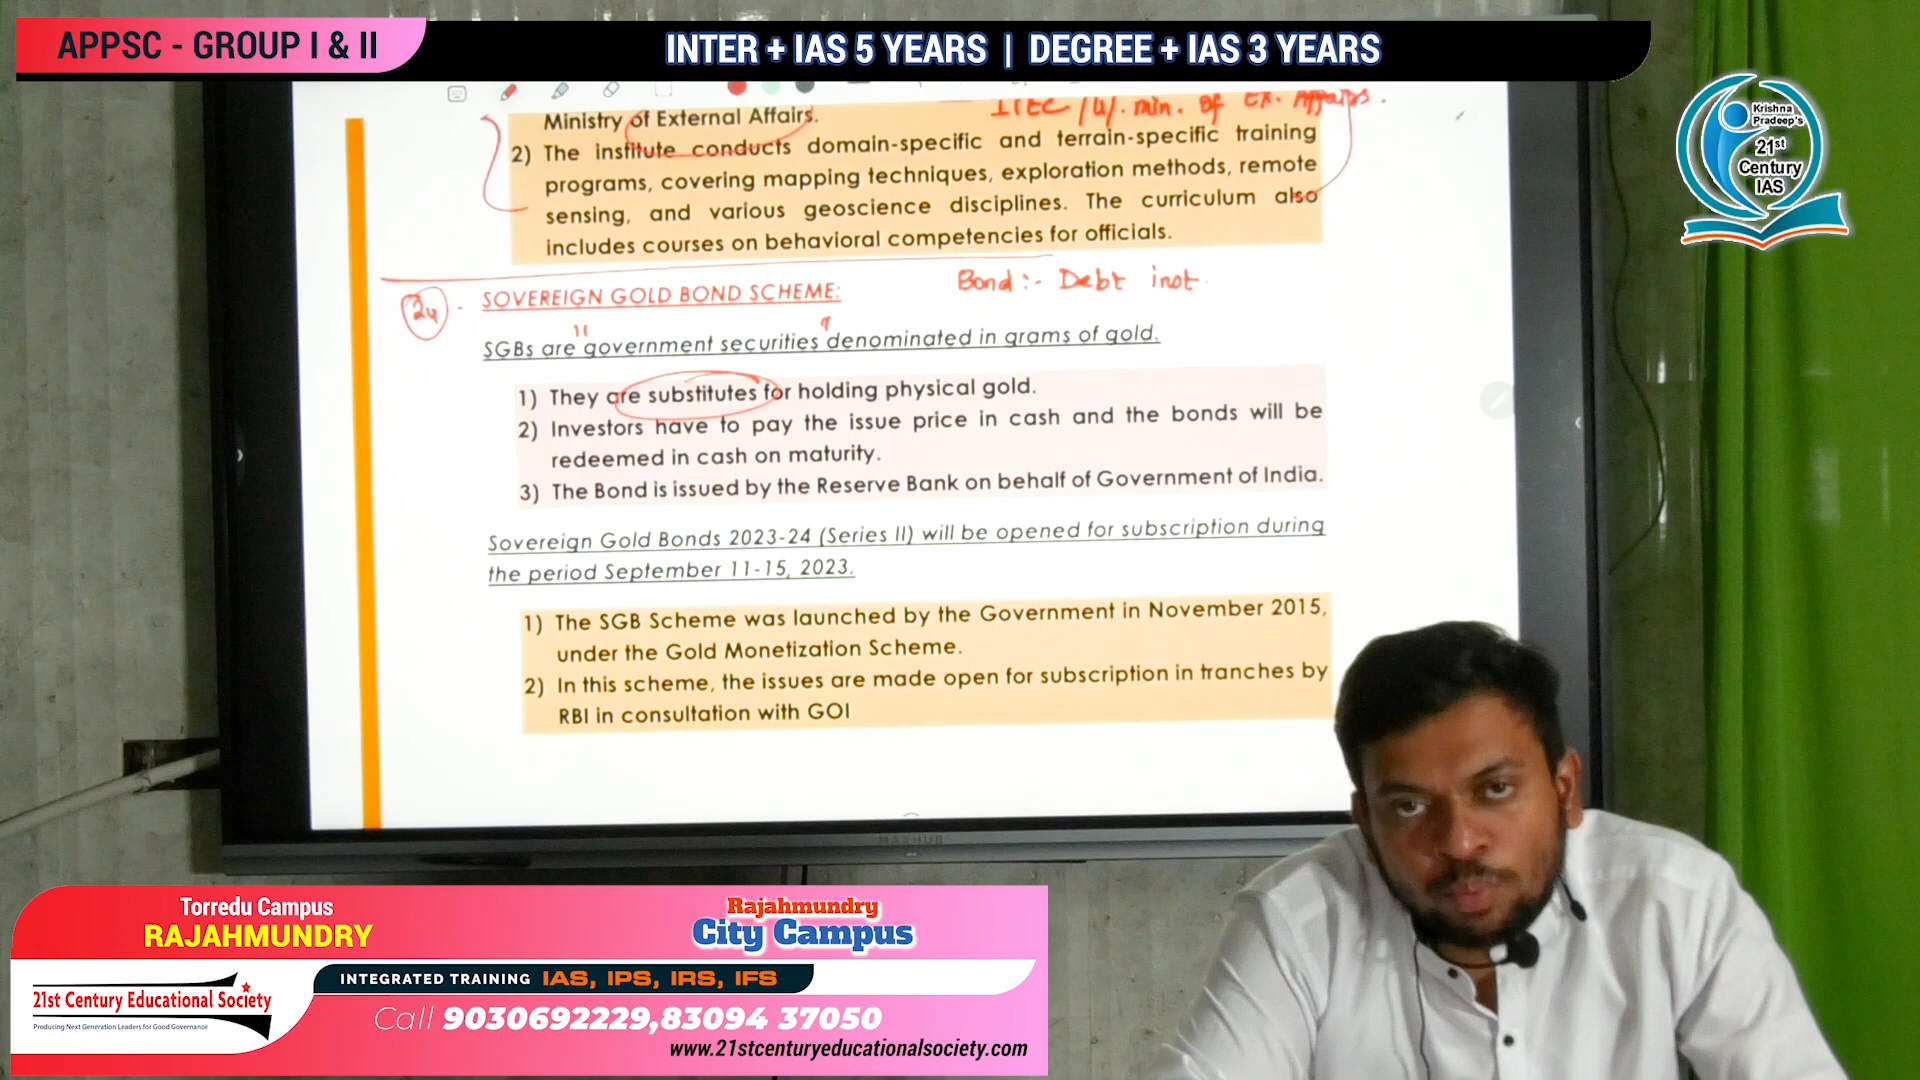 APPSC - GROUP I & II
INTER + IAS 5 YEARS | DEGREE + IAS 3 YEARS
Krishna
Pradeep's
21st
Century
IAS
ITEC /U/. min. of Ex. Affairs.
Ministry of External Affairs.
2) The institute conducts domain-specific and terrain-specific training
programs, covering mapping techniques, exploration methods, remote
sensing, and various geoscience disciplines. The curriculum also
includes courses on behavioral competencies for officials.
Bond :- Debt inst.
24 - SOVEREIGN GOLD BOND SCHEME:
SGBs are government securities denominated in grams of gold.
1) They are substitutes for holding physical gold.
2) Investors have to pay the issue price in cash and the bonds will be
redeemed in cash on maturity.
3) The Bond is issued by the Reserve Bank on behalf of Government of India.
Sovereign Gold Bonds 2023-24 (Series II) will be opened for subscription during
the period September 11-15, 2023.
1) The SGB Scheme was launched by the Government in November 2015,
under the Gold Monetization Scheme.
2) In this scheme, the issues are made open for subscription in tranches by
RBI in consultation with GOI
MAXHUB
Torredu Campus
RAJAHMUNDRY
Rajahmundry
City Campus
INTEGRATED TRAINING IAS, IPS, IRS, IFS
21st Century Educational Society
Producing Next Generation Leaders for Good Governance
Call 9030692229,83094 37050
www.21stcenturyeducationalsociety.com